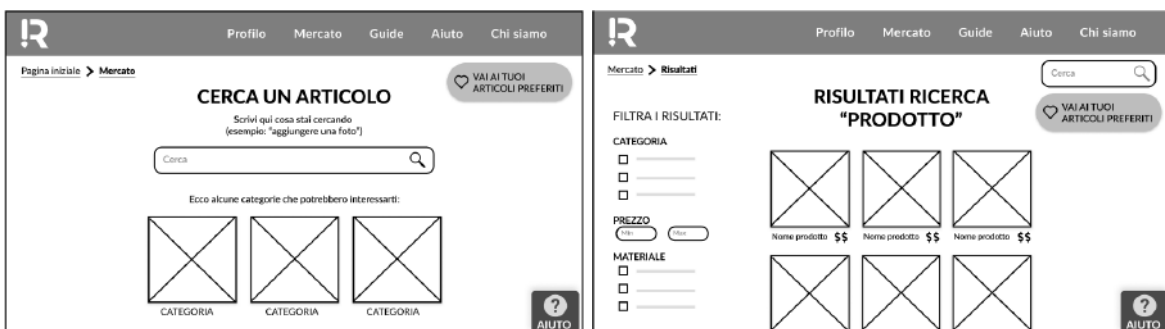 R
Profilo Mercato Guide Aiuto Chi siamo
Pagina iniziale > Mercato
VAI AI TUOI
ARTICOLI PREFERITI
CERCA UN ARTICOLO
Scrivi qui cosa stai cercando
(esempio: “aggiungere una foto”)
Cerca
Ecco alcune categorie che potrebbero interessarti:
CATEGORIA CATEGORIA CATEGORIA
?
AIUTO
R
Profilo Mercato Guide Aiuto Chi siamo
Mercato > Risultati
Cerca
VAI AI TUOI
ARTICOLI PREFERITI
RISULTATI RICERCA
“PRODOTTO”
FILTRA I RISULTATI:
CATEGORIA
PREZZO
Min Max
MATERIALE
Nome prodotto $$ Nome prodotto $$ Nome prodotto $$
?
AIUTO